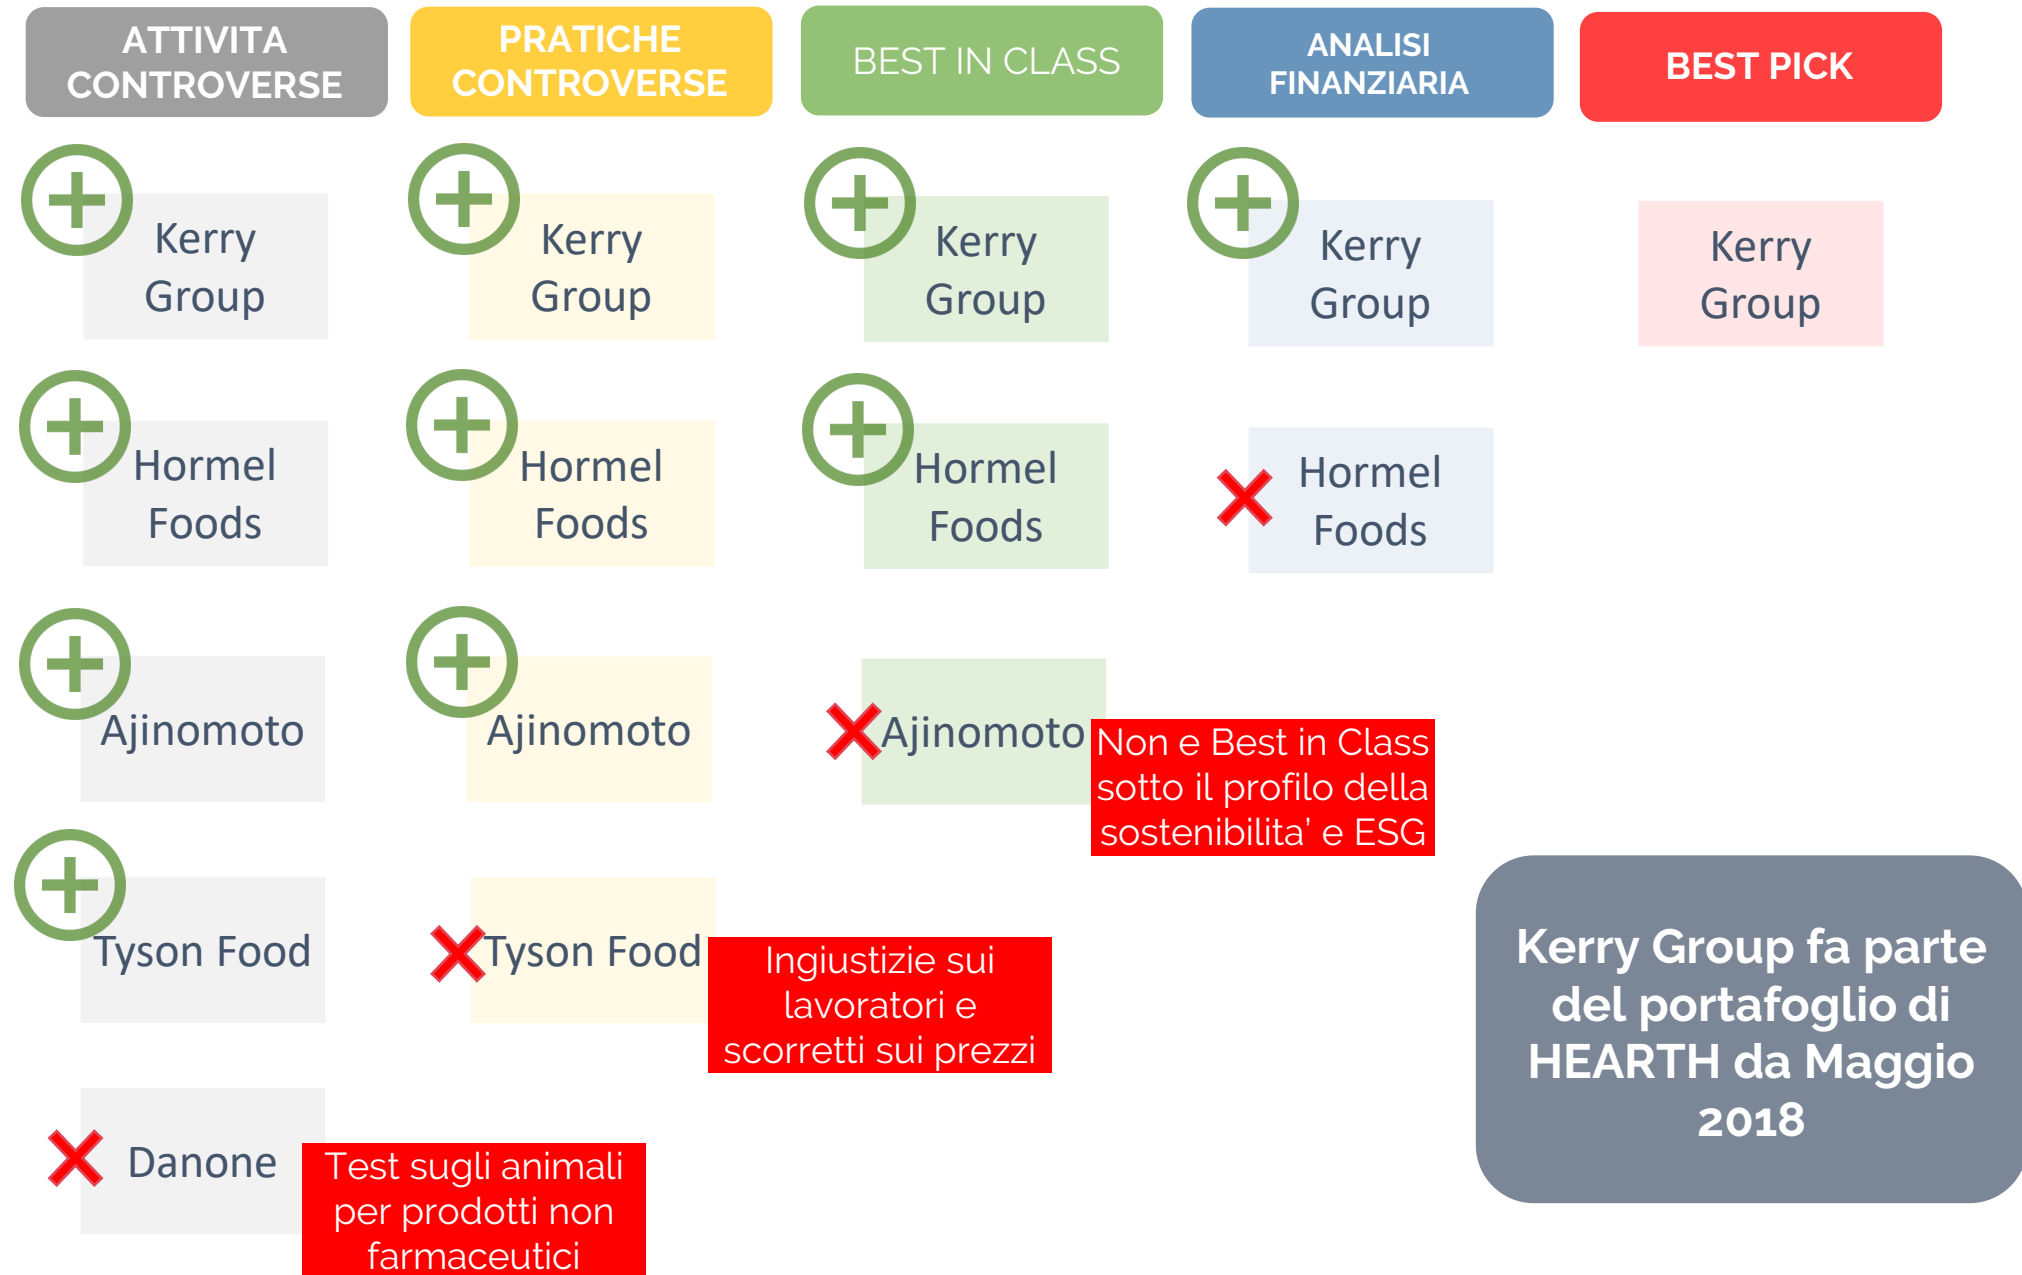 ATTIVITA
CONTROVERSE
PRATICHE
CONTROVERSE
BEST IN CLASS
ANALISI
FINANZIARIA
BEST PICK
Kerry
Group
Kerry
Group
Kerry
Group
Kerry
Group
Kerry
Group
Hormel
Foods
Hormel
Foods
Hormel
Foods
Hormel
Foods
Ajinomoto
Ajinomoto
Ajinomoto
Non e Best in Class
sotto il profilo della
sostenibilita' e ESG
Tyson Food
Tyson Food
Ingiustizie sui
lavoratori e
scorretti sui prezzi
Danone
Test sugli animali
per prodotti non
farmaceutici
Kerry Group fa parte
del portafoglio di
HEARTH da Maggio
2018